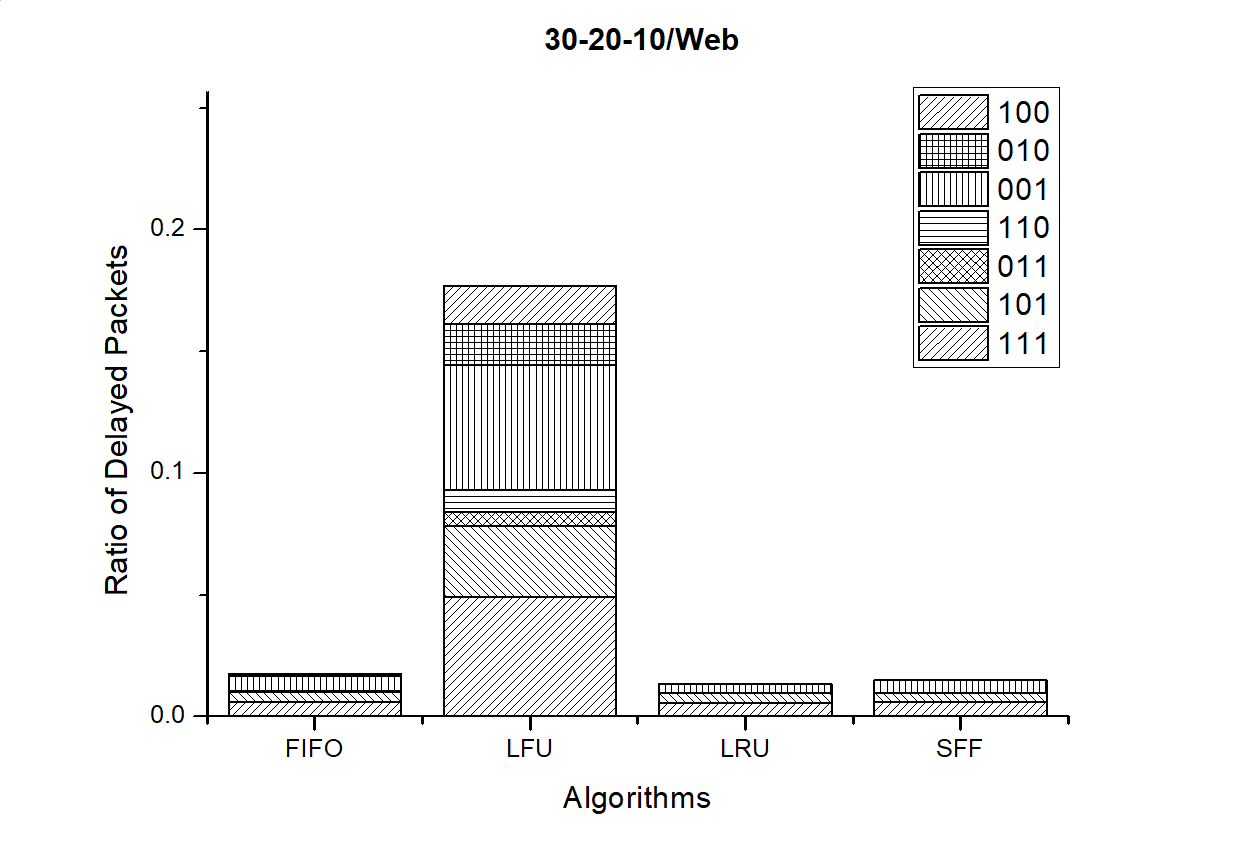 30-20-10/Web
100
010
001
110
011
101
111
0.2
0.1
0.0
Ratio of Delayed Packets
FIFO LFU LRU SFF
Algorithms